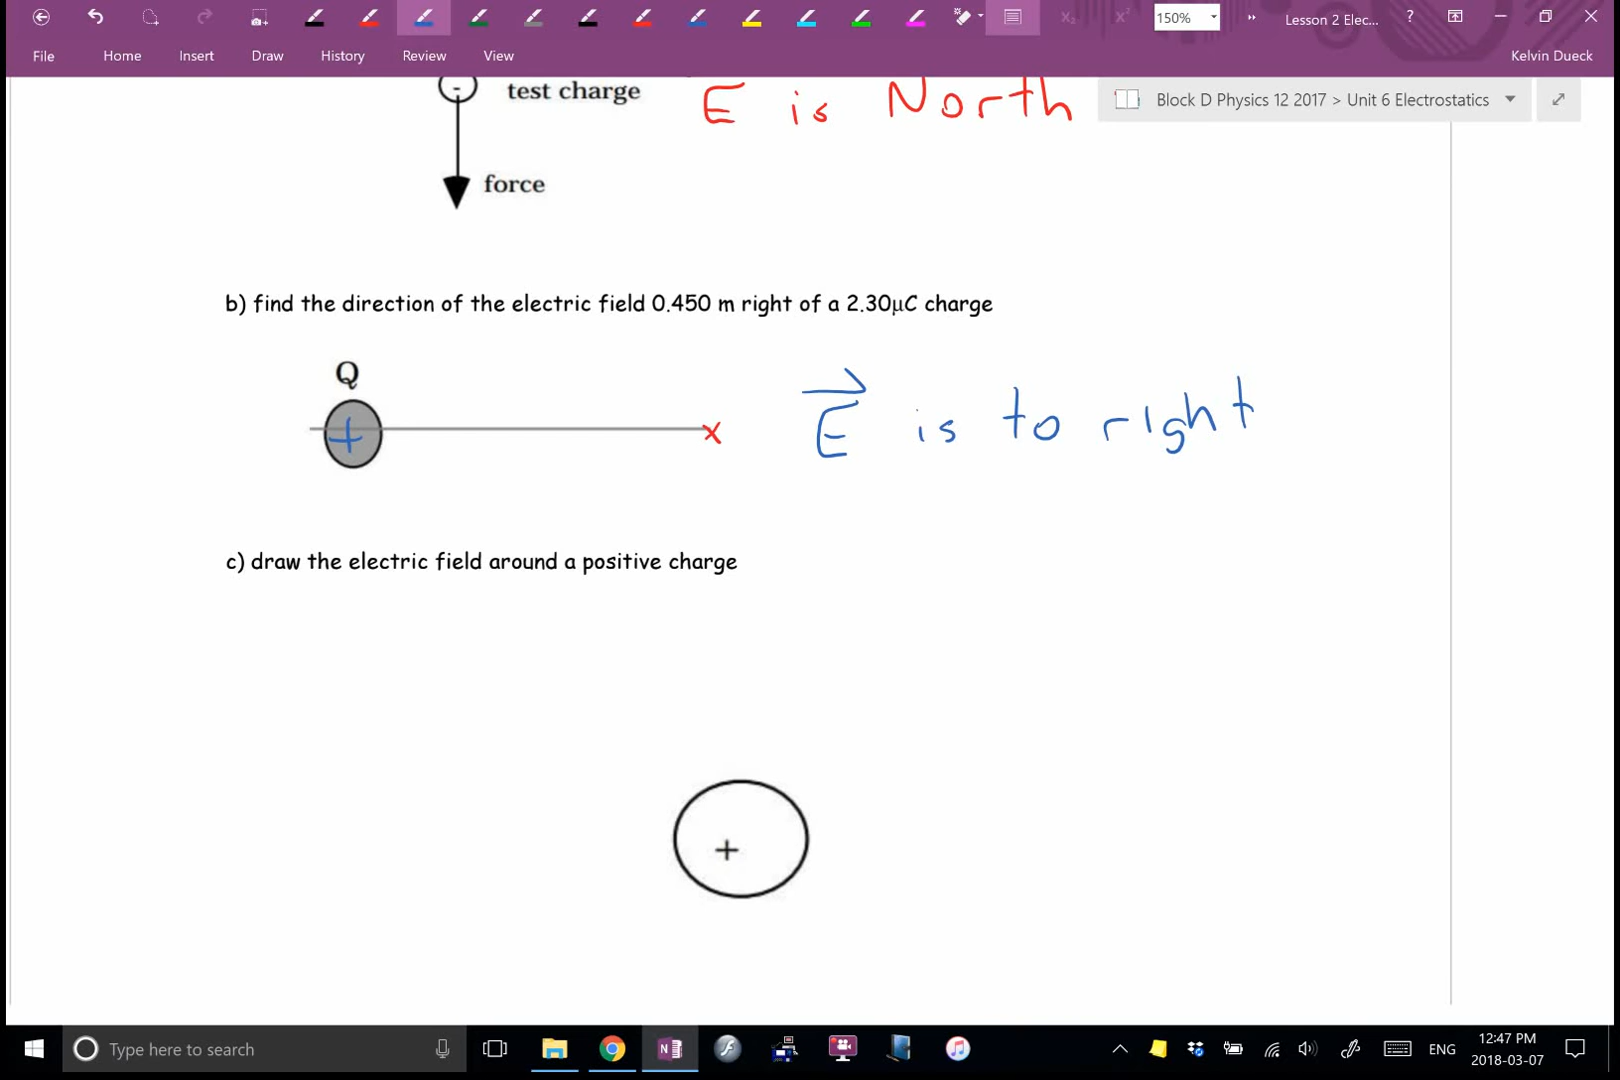 150%
Lesson 2 Elec...
?
File Home Insert Draw History Review View
Kelvin Dueck
- test charge
E is North
Block D Physics 12 2017 > Unit 6 Electrostatics
force
b) find the direction of the electric field 0.450 m right of a 2.30μC charge
Q
+ x
E is to right
c) draw the electric field around a positive charge
+
Type here to search
ENG
12:47 PM
2018-03-07